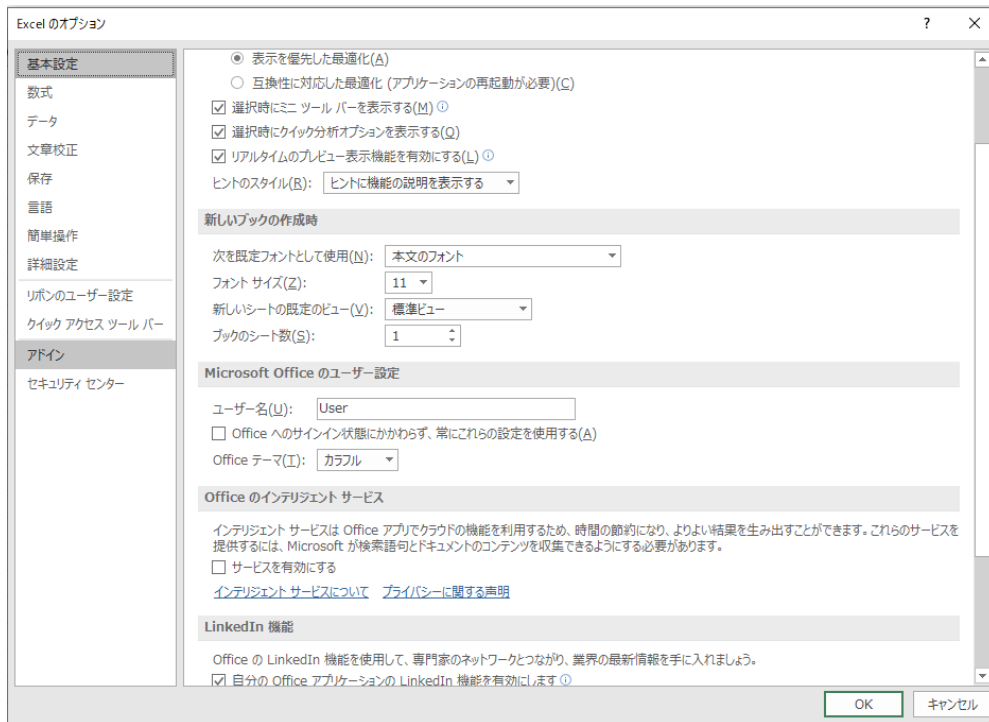 Excel のオプション
? ×
基本設定
数式
データ
文章校正
保存
言語
簡単操作
詳細設定
リボンのユーザー設定
クイック アクセス ツール バー
アドイン
セキュリティ センター
表示を優先した最適化(A)
互換性に対応した最適化 (アプリケーションの再起動が必要)(C)
選択時にミニ ツール バーを表示する(M)
選択時にクイック分析オプションを表示する(Q)
リアルタイムのプレビュー表示機能を有効にする(L)
ヒントのスタイル(R): ヒントに機能の説明を表示する
新しいブックの作成時
次を既定フォントとして使用(N): 本文のフォント
フォント サイズ(Z): 11
新しいシートの既定のビュー(V): 標準ビュー
ブックのシート数(S): 1
Microsoft Office のユーザー設定
ユーザー名(U): User
Office へのサインイン状態にかかわらず、常にこれらの設定を使用する(A)
Office テーマ(T): カラフル
Office のインテリジェント サービス
インテリジェント サービスは Office アプリでクラウドの機能を利用するため、時間の節約になり、よりよい結果を生み出すことができます。これらのサービスを
提供するには、Microsoft が検索語句とドキュメントのコンテンツを収集できるようにする必要があります。
サービスを有効にする
インテリジェント サービスについて プライバシーに関する声明
LinkedIn 機能
Office の LinkedIn 機能を使用して、専門家のネットワークとつながり、業界の最新情報を手に入れましょう。
自分の Office アプリケーションの LinkedIn 機能を有効にします
OK キャンセル